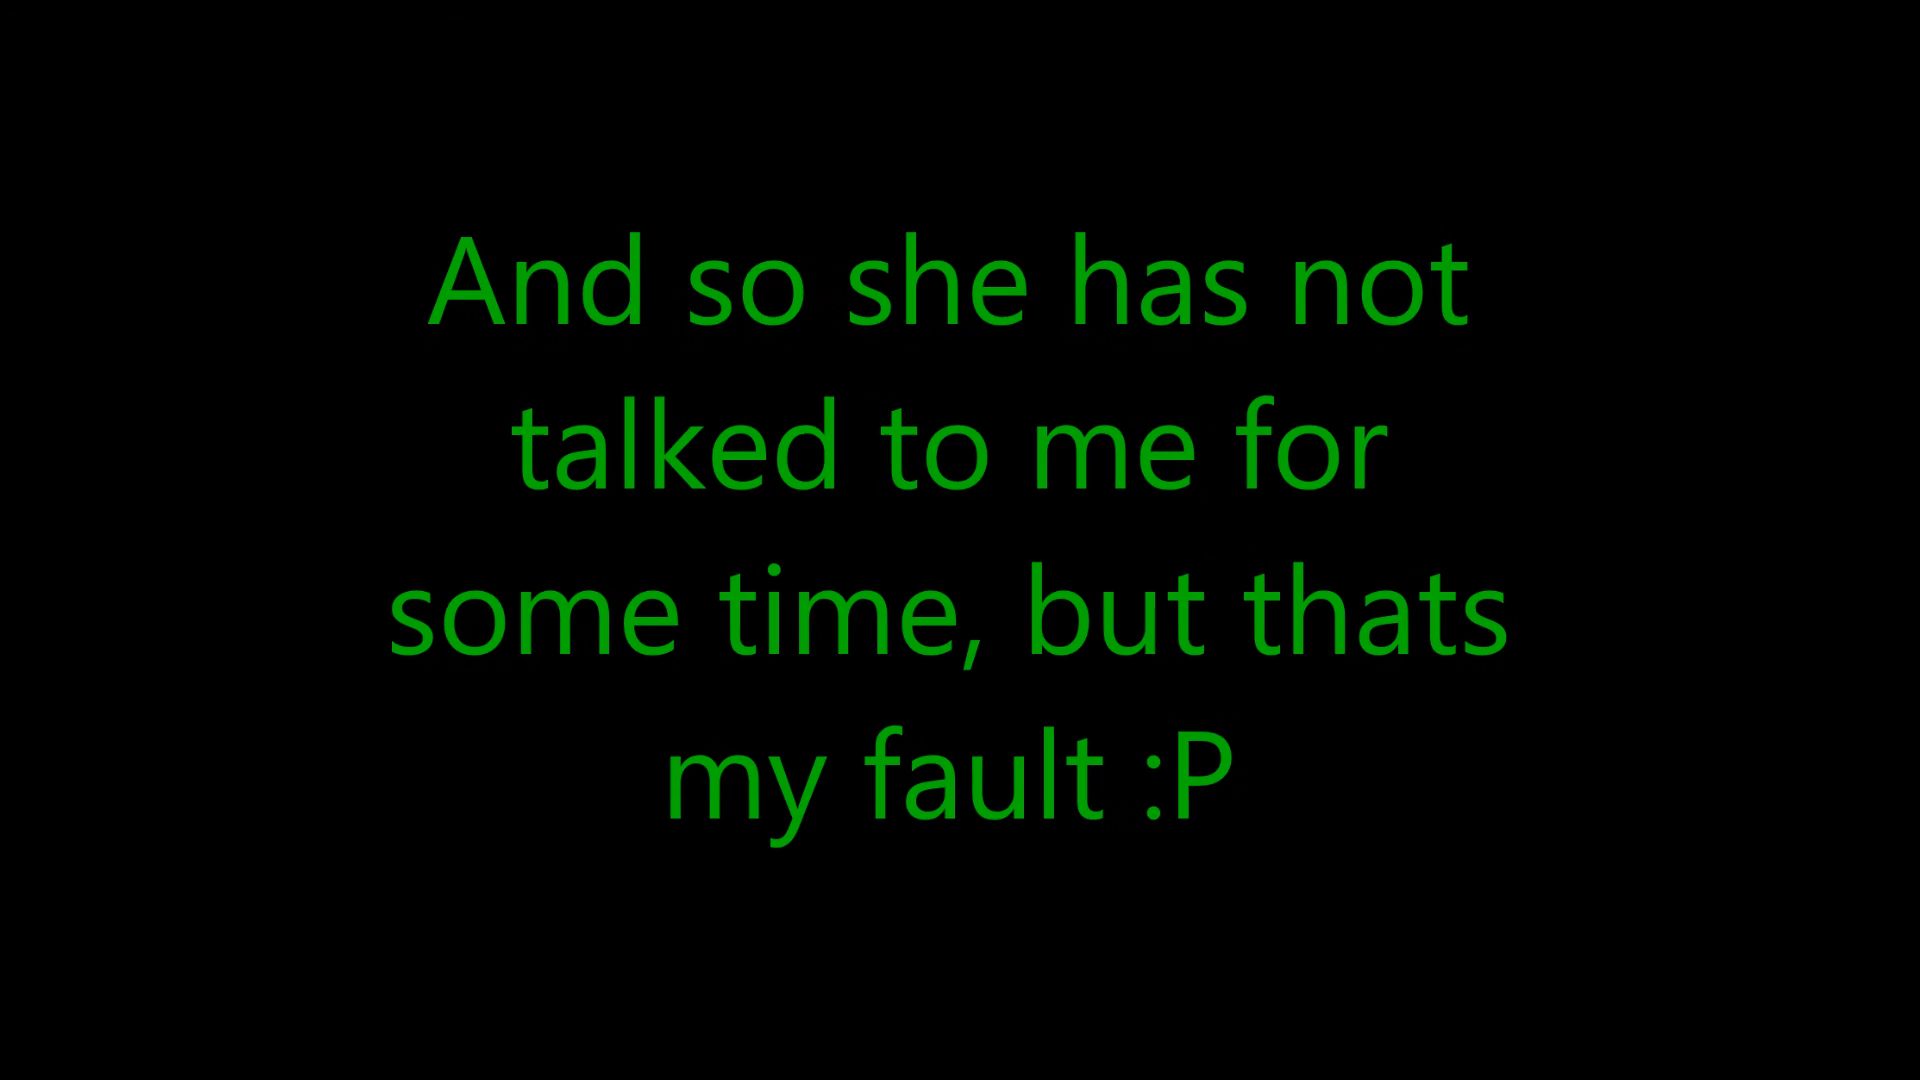 And so she has not
talked to me for
some time, but thats
my fault :P